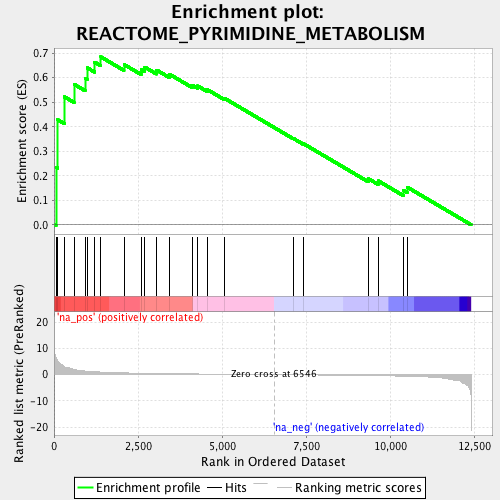 Enrichment plot:
REACTOME_PYRIMIDINE_METABOLISM
Enrichment score (ES)
0.7
0.6
0.5
0.4
0.3
0.2
0.1
0.0
'na_pos' (positively correlated)
Ranked list metric (PreRanked)
20
10
0
-10
-20
Zero cross at 6546
'na_neg' (negatively correlated)
0
2,500
5,000
7,500
10,000
12,500
Rank in Ordered Dataset
Enrichment profile
Hits
Ranking metric scores